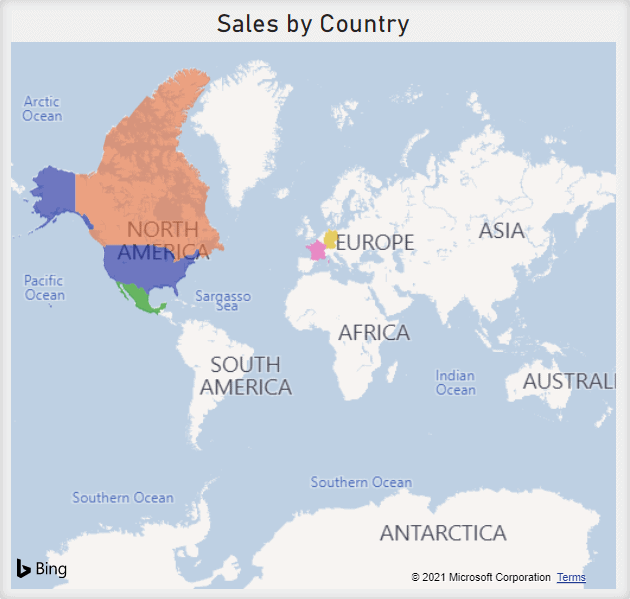 Sales by Country
Arctic
Ocean
NORTH
AMERICA
EUROPE
ASIA
Pacific
Ocean
Sargasso
Sea
AFRICA
SOUTH
AMERICA
Indian
Ocean
AUSTRALI
Southern Ocean
Southern Ocean
ANTARCTICA
Bing
© 2021 Microsoft Corporation Terms